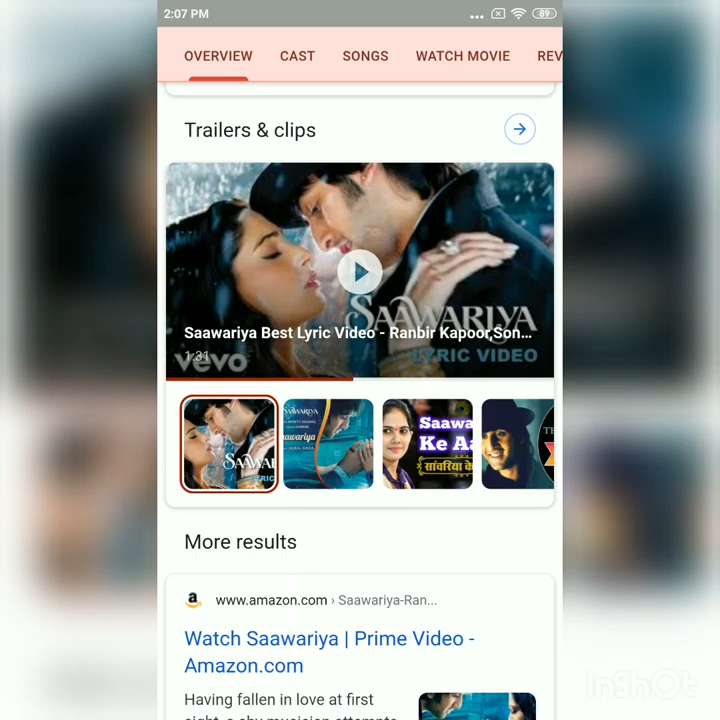 2:07 PM
89
OVERVIEW CAST SONGS WATCH MOVIE REV
Trailers & clips
SAAWARIYA
Saawariya Best Lyric Video - Ranbir Kapoor,Son...
1:31
vevo
LYRIC VIDEO
SAAWARIYA
Saawa
Ke Aa
सांवरिया के
More results
a www.amazon.com › Saawariya-Ran...
Watch Saawariya | Prime Video -
Amazon.com
Having fallen in love at first
InShOt